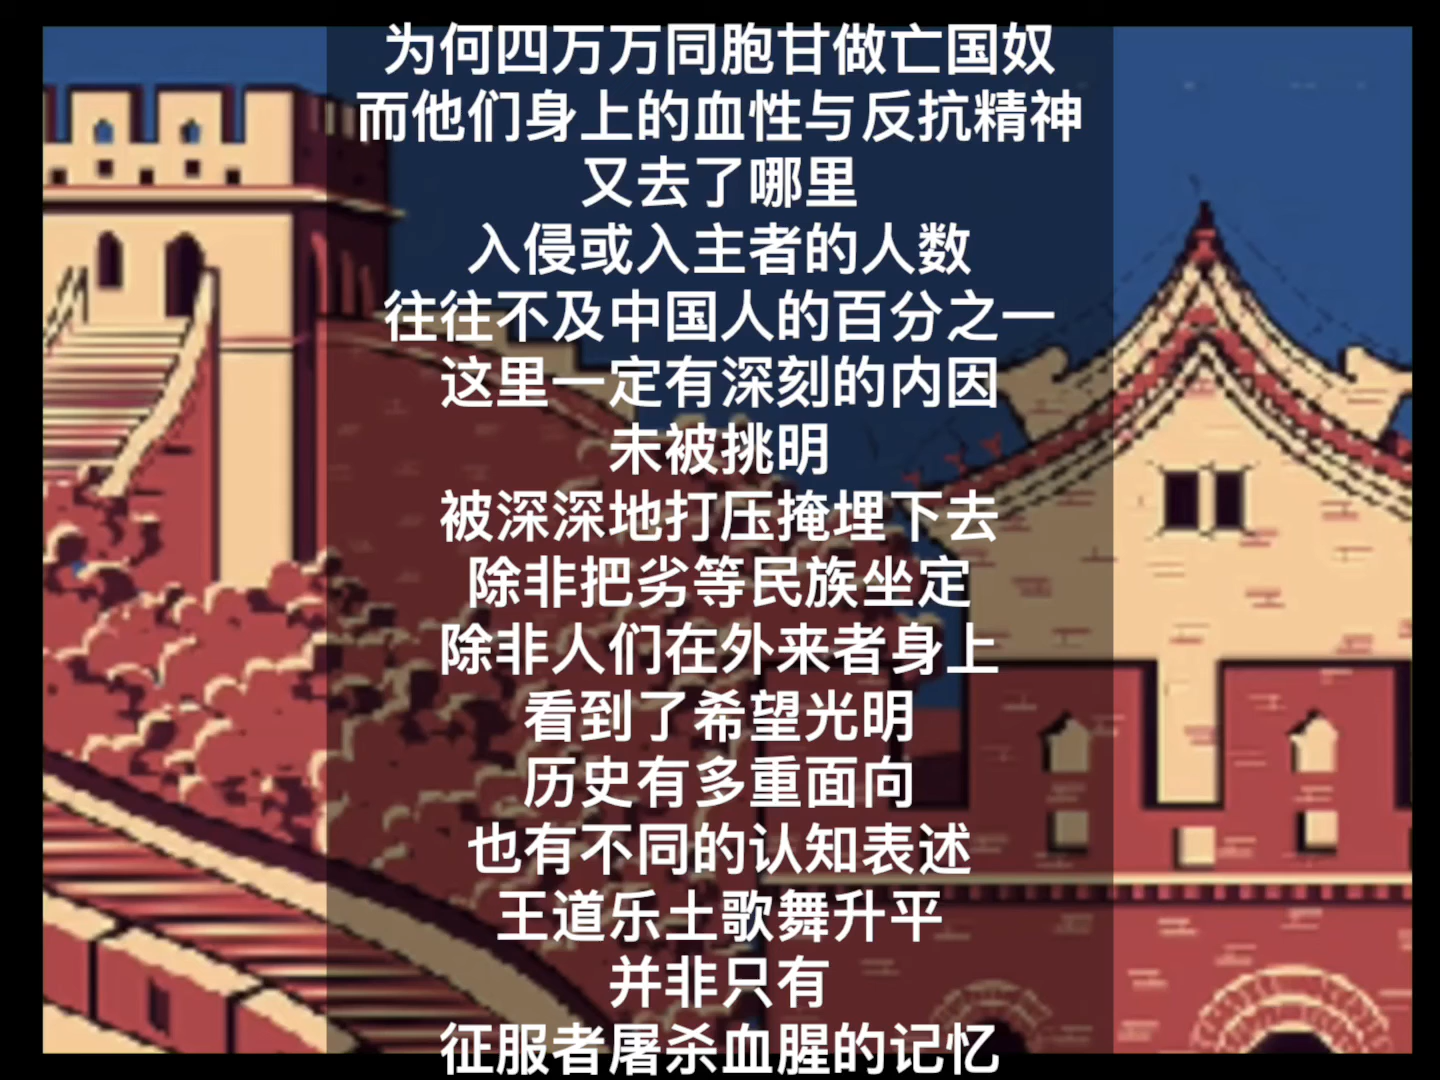 为何四万万同胞甘做亡国奴
而他们身上的血性与反抗精神
又去了哪里
入侵或入主者的人数
往往不及中国人的百分之一
这里一定有深刻的内因
未被挑明
被深深地打压掩埋下去
除非把劣等民族坐定
除非人们在外来者身上
看到了希望光明
历史有多重面向
也有不同的认知表述
王道乐土歌舞升平
并非只有
征服者屠杀血腥的记忆